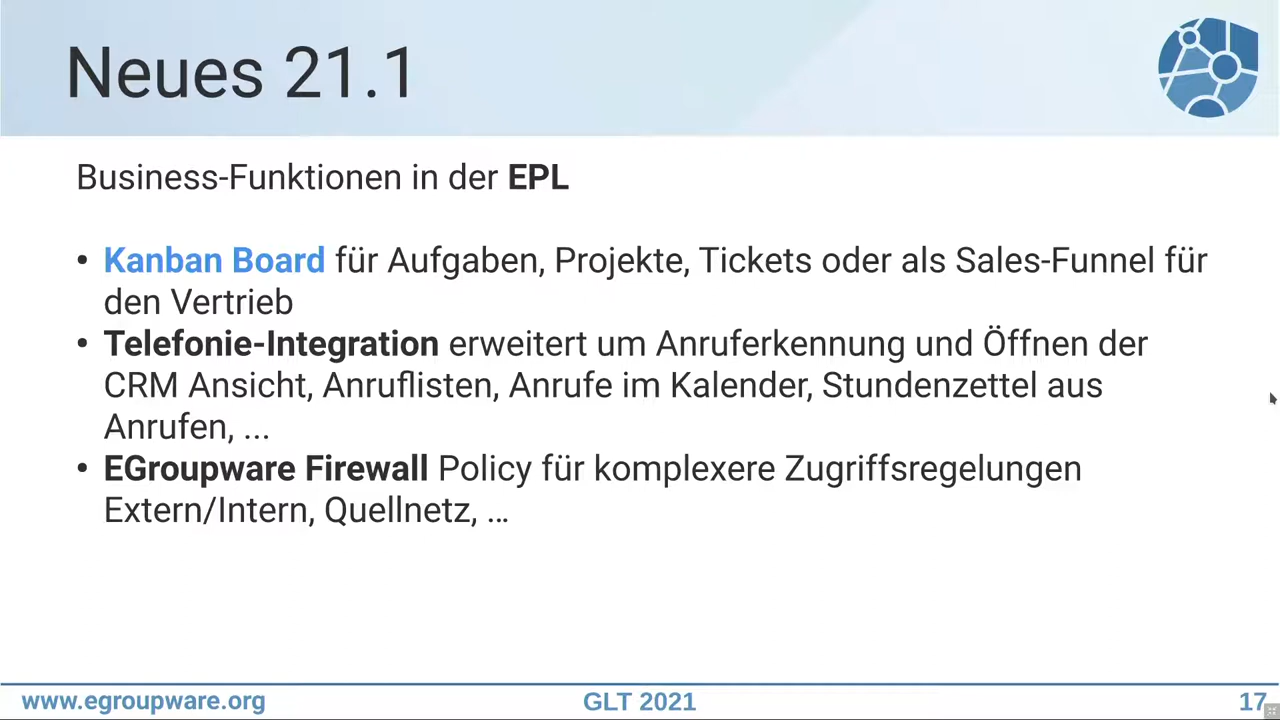 Neues 21.1
Business-Funktionen in der EPL
• Kanban Board für Aufgaben, Projekte, Tickets oder als Sales-Funnel für
den Vertrieb
• Telefonie-Integration erweitert um Anruferkennung und Öffnen der
CRM Ansicht, Anruflisten, Anrufe im Kalender, Stundenzettel aus
Anrufen, ...
• EGroupware Firewall Policy für komplexere Zugriffsregelungen
Extern/Intern, Quellnetz, …
www.egroupware.org GLT 2021 17